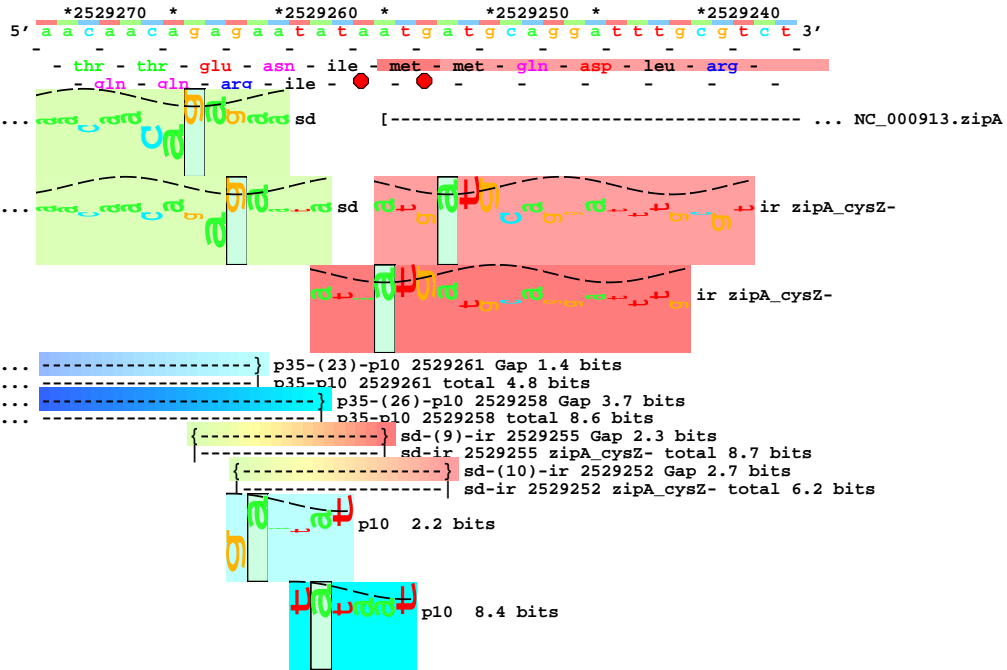 *2529270 * *2529260 * *2529250 * *2529240
5' a a c a a c a g a g a a t a t a a t g a t g c a g g a t t t g c g t c t 3'
- - - - - - - - - - - - -
- thr - thr - glu - asn - ile - met - met - gln - asp - leu - arg -
- gln - gln - arg - ile - - - - - - - -
... a a c a a c a g a g a a sd [--------------------- ... NC_000913.zipA
... a a c a a c a g a g a a t a sd a t g a t g c a g g a t t t g c g t ir zipA_cysZ-
a t a a t g a t g c a g g a t t t g ir zipA_cysZ-
... --------------------} p35-(23)-p10 2529261 Gap 1.4 bits
... --------------------| p35-p10 2529261 total 4.8 bits
... --------------------------} p35-(26)-p10 2529258 Gap 3.7 bits
... --------------------------| p35-p10 2529258 total 8.6 bits
{-----------------} sd-(9)-ir 2529255 Gap 2.3 bits
|-----------------| sd-ir 2529255 zipA_cysZ- total 8.7 bits
{-------------------} sd-(10)-ir 2529252 Gap 2.7 bits
|-------------------| sd-ir 2529252 zipA_cysZ- total 6.2 bits
g a a t a t p10 2.2 bits
t a t a a t p10 8.4 bits